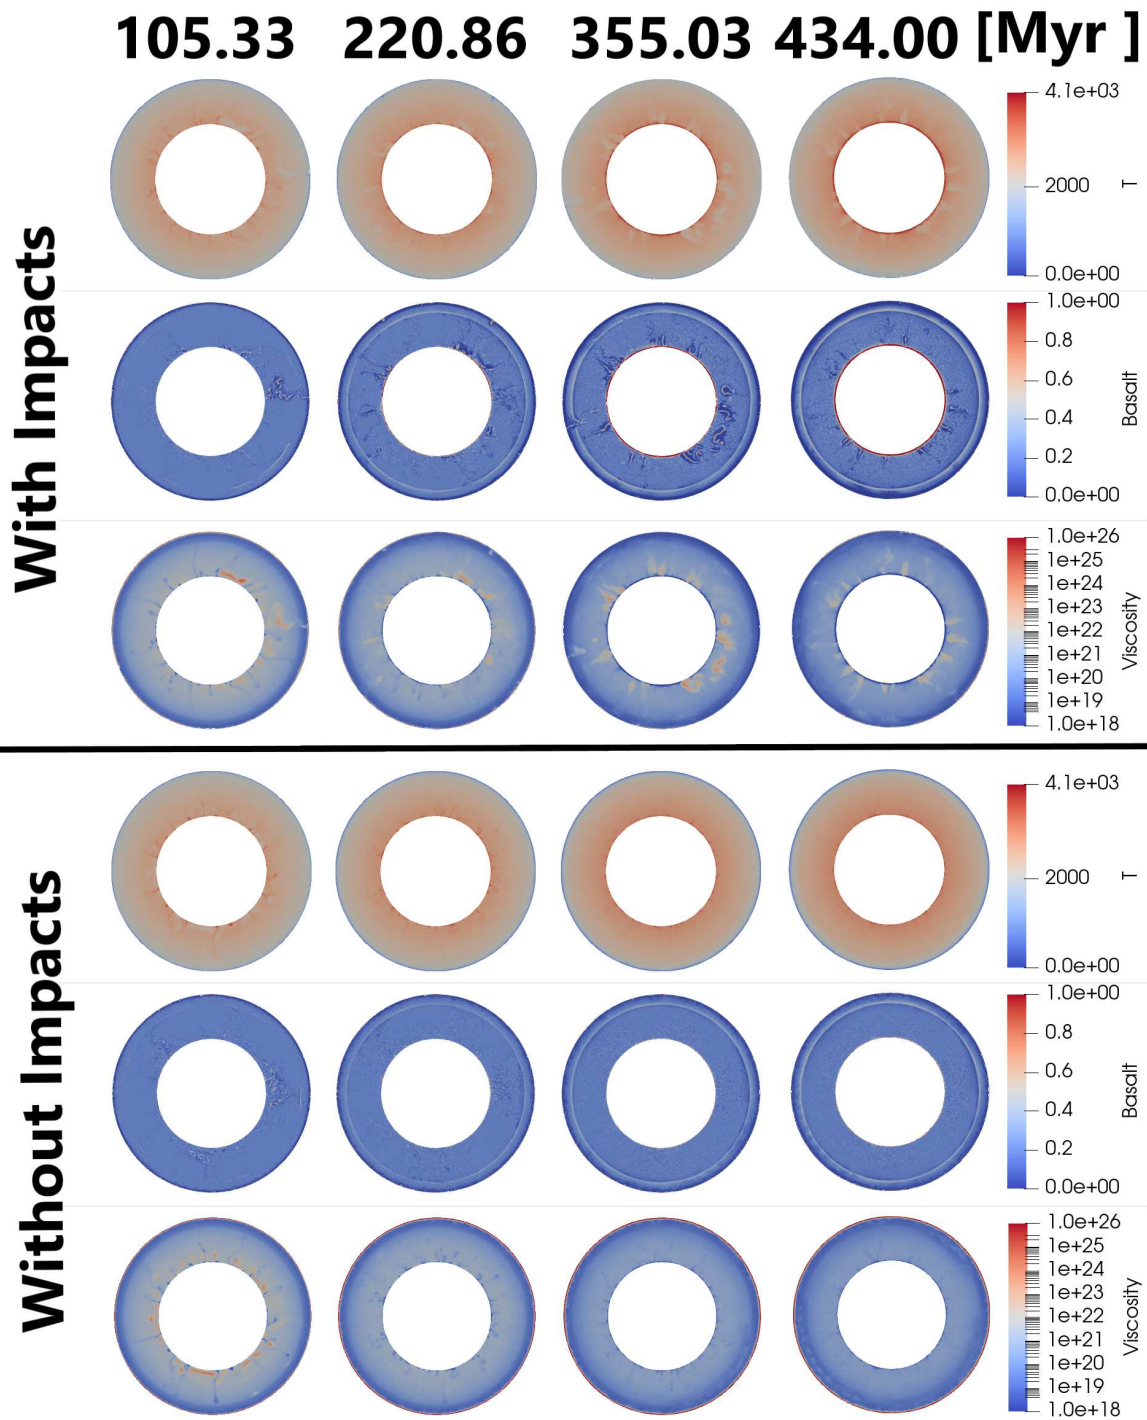 105.33 220.86 355.03 434.00 [Myr ]
With Impacts
4.1e+03
2000
0.0e+00
T
1.0e+00
0.8
0.6
0.4
0.2
0.0e+00
Basalt
1.0e+26
1e+25
1e+24
1e+23
1e+22
1e+21
1e+20
1e+19
1.0e+18
Viscosity
Without Impacts
4.1e+03
2000
0.0e+00
T
1.0e+00
0.8
0.6
0.4
0.2
0.0e+00
Basalt
1.0e+26
1e+25
1e+24
1e+23
1e+22
1e+21
1e+20
1e+19
1.0e+18
Viscosity